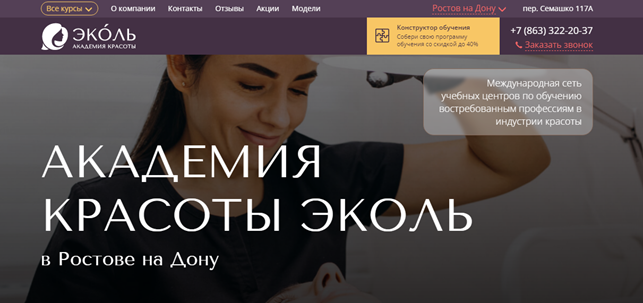 Все курсы О компании Контакты Отзывы Акции Модели Ростов на Дону пер. Семашко 117А
ЭКО́ЛЬ
АКАДЕМИЯ КРАСОТЫ
Конструктор обучения
Собери свою программу
обучения со скидкой до 40%
+7 (863) 322-20-37
Заказать звонок
Международная сеть
учебных центров по обучению
востребованным профессиям в
индустрии красоты
АКАДЕМИЯ
КРАСОТЫ ЭКОЛЬ
в Ростове на Дону